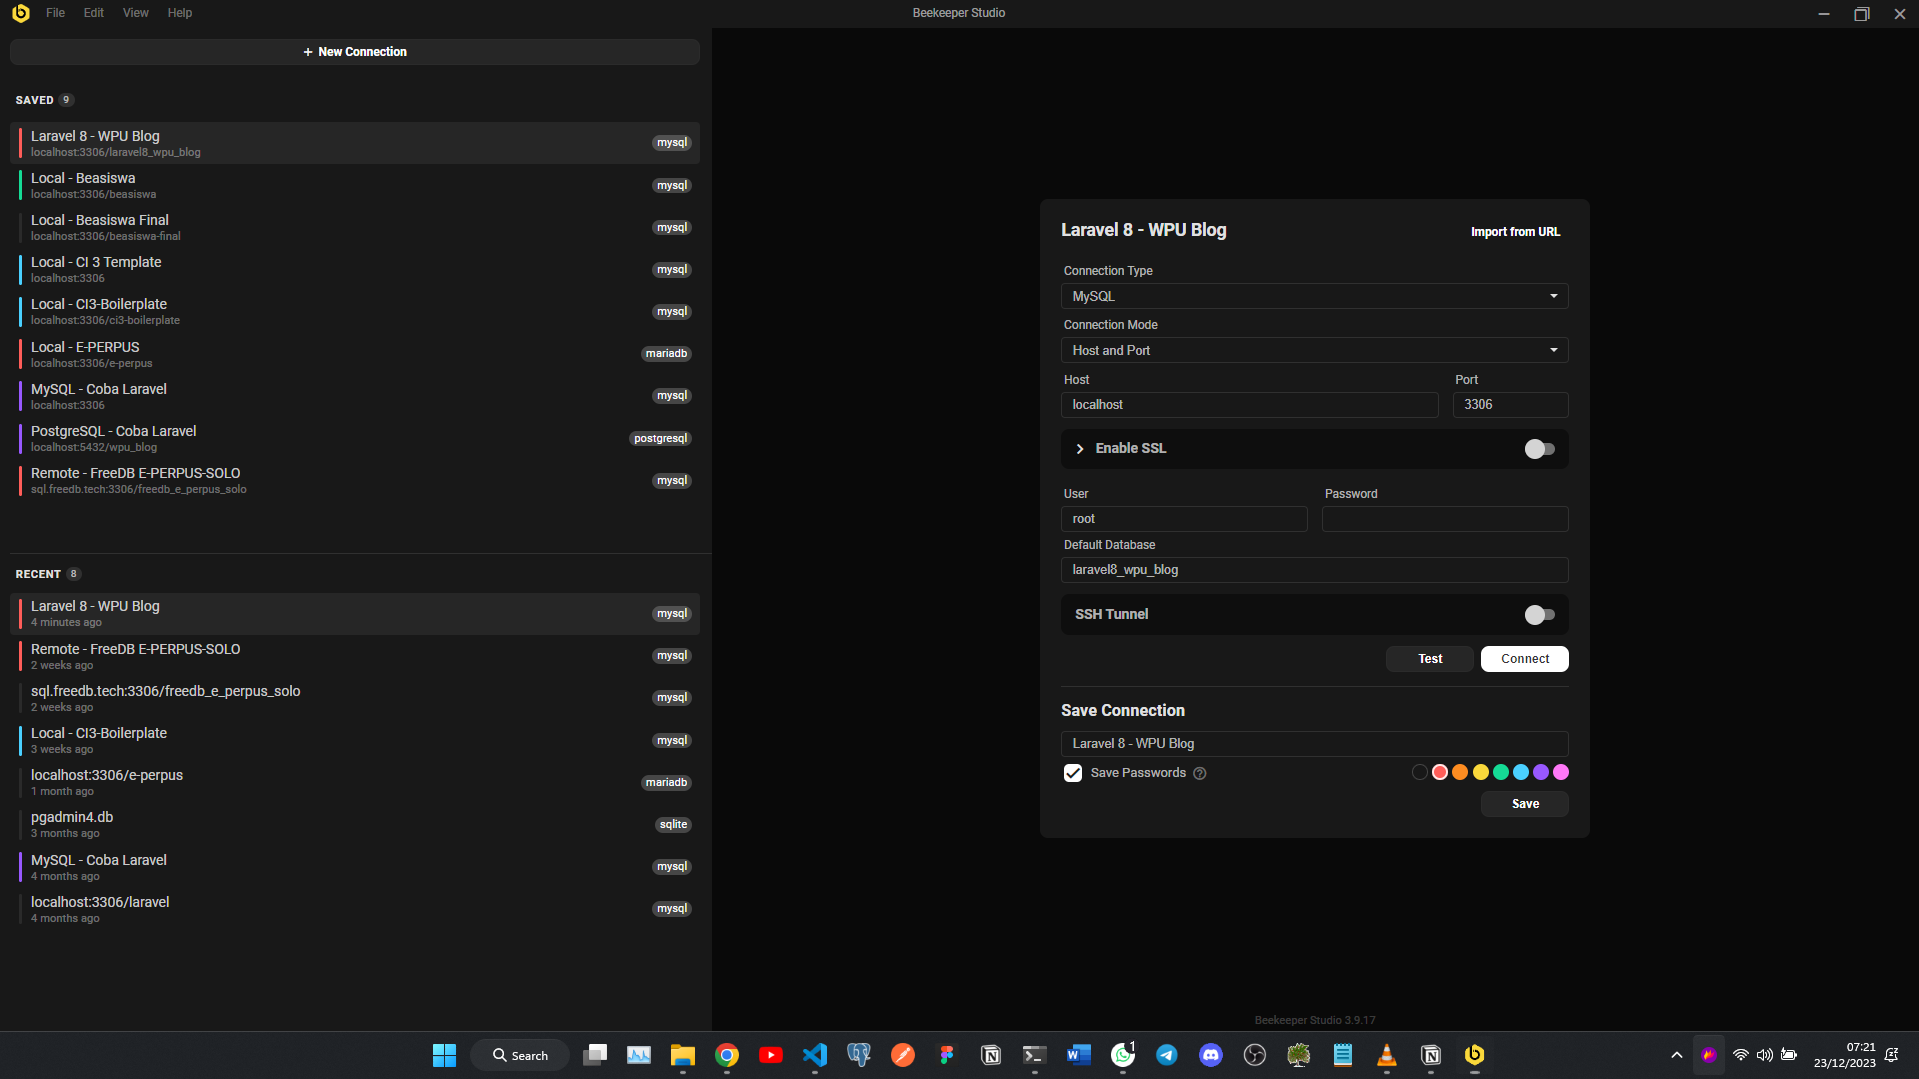 File Edit View Help
Beekeeper Studio
+ New Connection
SAVED 9
Laravel 8 - WPU Blog
localhost:3306/laravel8_wpu_blog
mysql
Local - Beasiswa
localhost:3306/beasiswa
mysql
Local - Beasiswa Final
localhost:3306/beasiswa-final
mysql
Local - CI 3 Template
localhost:3306
mysql
Local - CI3-Boilerplate
localhost:3306/ci3-boilerplate
mysql
Local - E-PERPUS
localhost:3306/e-perpus
mariadb
MySQL - Coba Laravel
localhost:3306
mysql
PostgreSQL - Coba Laravel
localhost:5432/wpu_blog
postgresql
Remote - FreeDB E-PERPUS-SOLO
sql.freedb.tech:3306/freedb_e_perpus_solo
mysql
RECENT 8
Laravel 8 - WPU Blog
4 minutes ago
mysql
Remote - FreeDB E-PERPUS-SOLO
2 weeks ago
mysql
sql.freedb.tech:3306/freedb_e_perpus_solo
2 weeks ago
mysql
Local - CI3-Boilerplate
3 weeks ago
mysql
localhost:3306/e-perpus
1 month ago
mariadb
pgadmin4.db
3 months ago
sqlite
MySQL - Coba Laravel
4 months ago
mysql
localhost:3306/laravel
4 months ago
mysql
Laravel 8 - WPU Blog
Import from URL
Connection Type
MySQL
Connection Mode
Host and Port
Host Port
localhost 3306
Enable SSL
User Password
root
Default Database
laravel8_wpu_blog
SSH Tunnel
Test Connect
Save Connection
Laravel 8 - WPU Blog
Save Passwords ?
Save
Beekeeper Studio 3.9.17
Search
1
07:21
23/12/2023